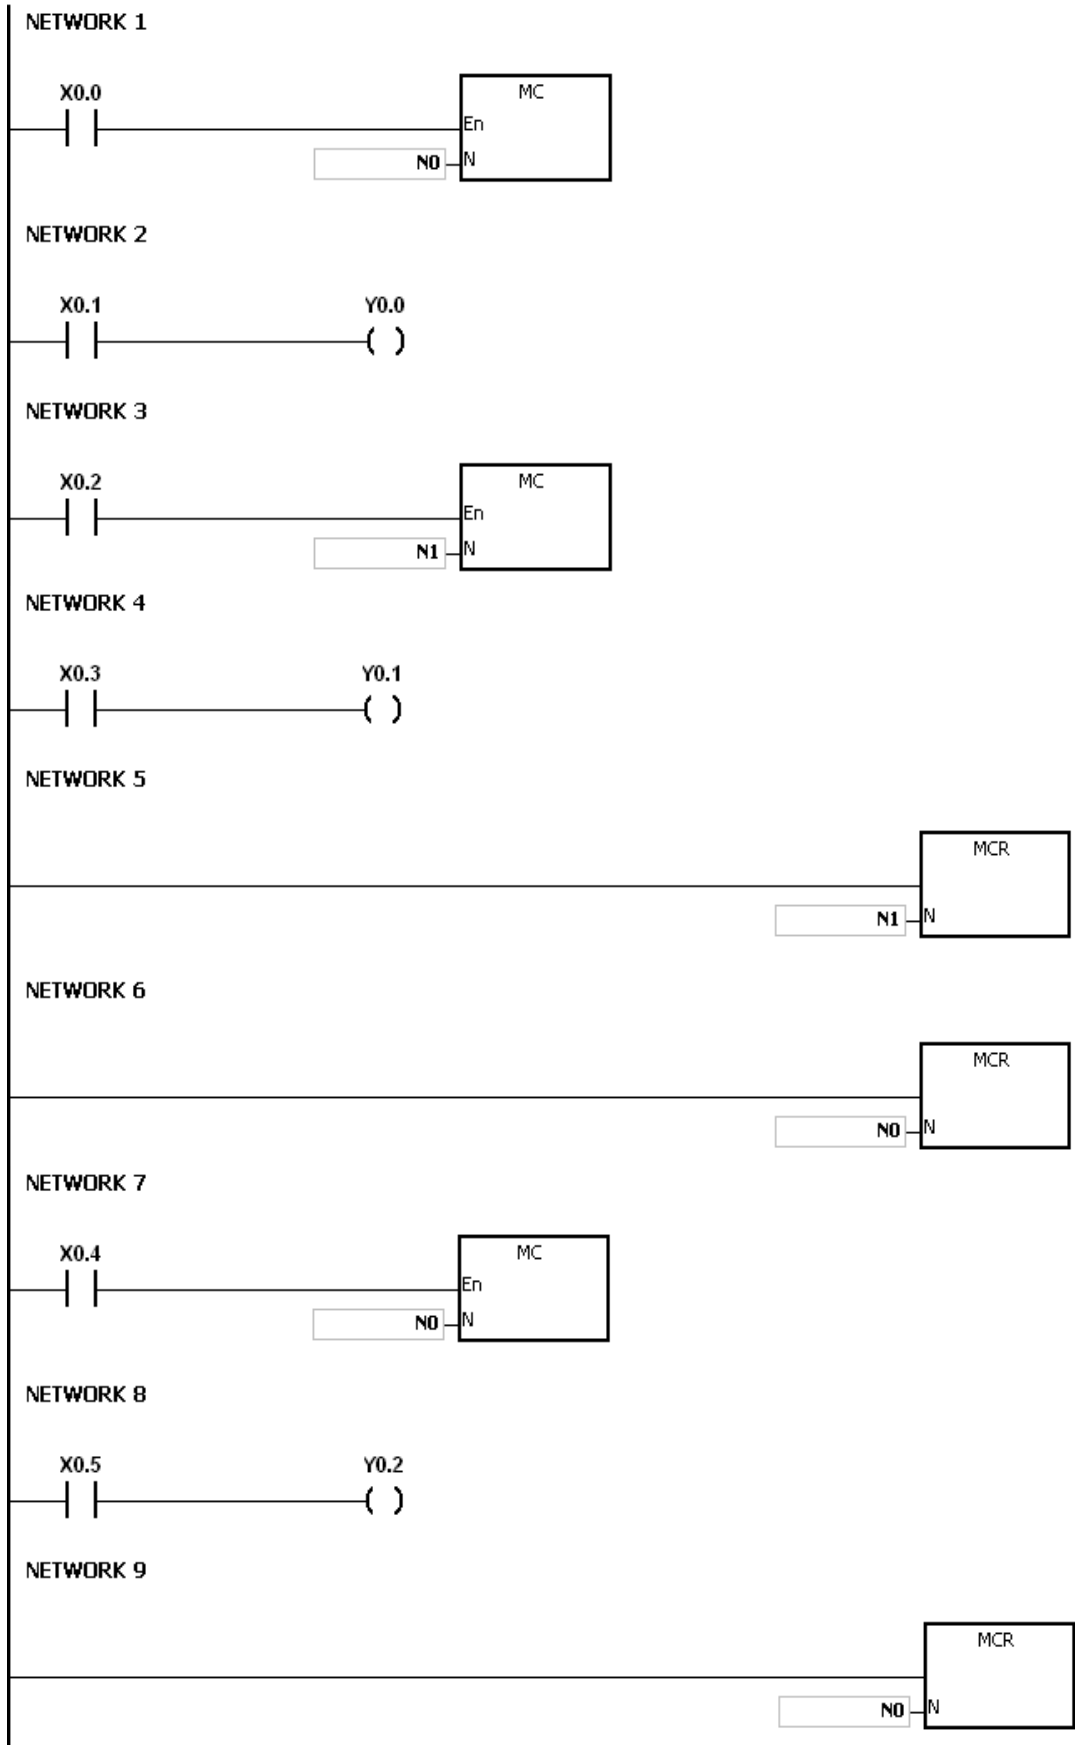 NETWORK 1
X0.0
MC
En
N0
N
NETWORK 2
X0.1
Y0.0
NETWORK 3
X0.2
MC
En
N1
N
NETWORK 4
X0.3
Y0.1
NETWORK 5
MCR
N1
N
NETWORK 6
MCR
N0
N
NETWORK 7
X0.4
MC
En
N0
N
NETWORK 8
X0.5
Y0.2
NETWORK 9
MCR
N0
N